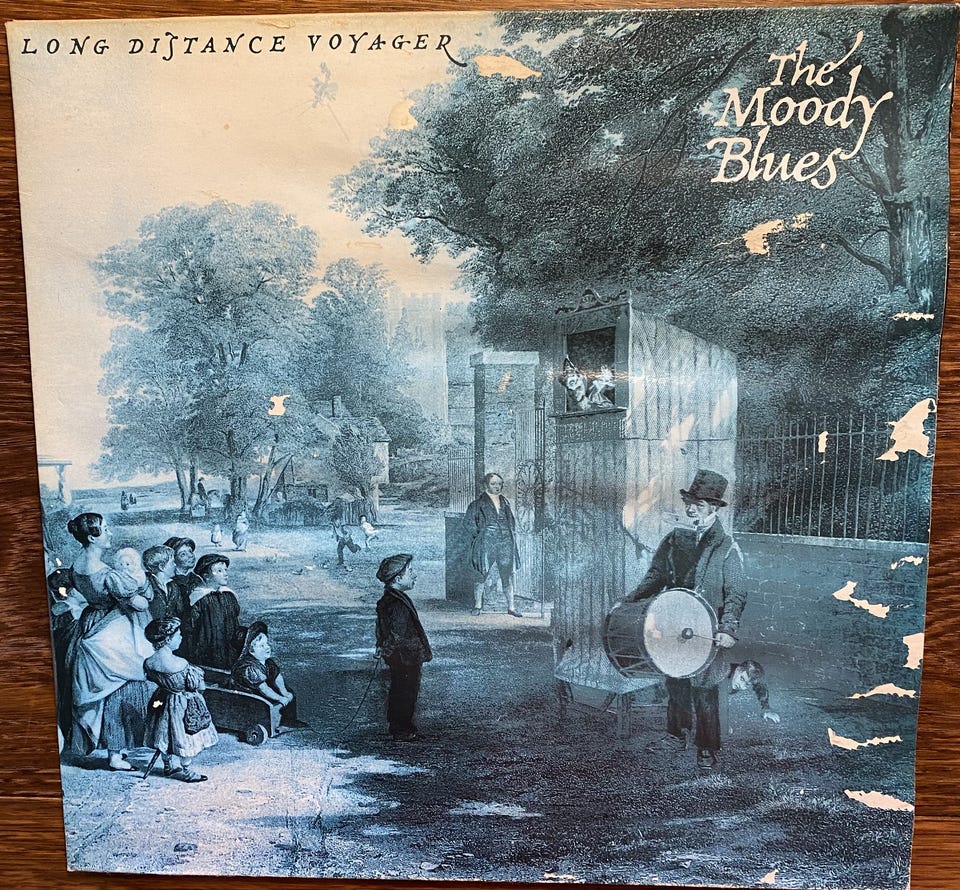 LONG DISTANCE VOYAGER
The
Moody
Blues